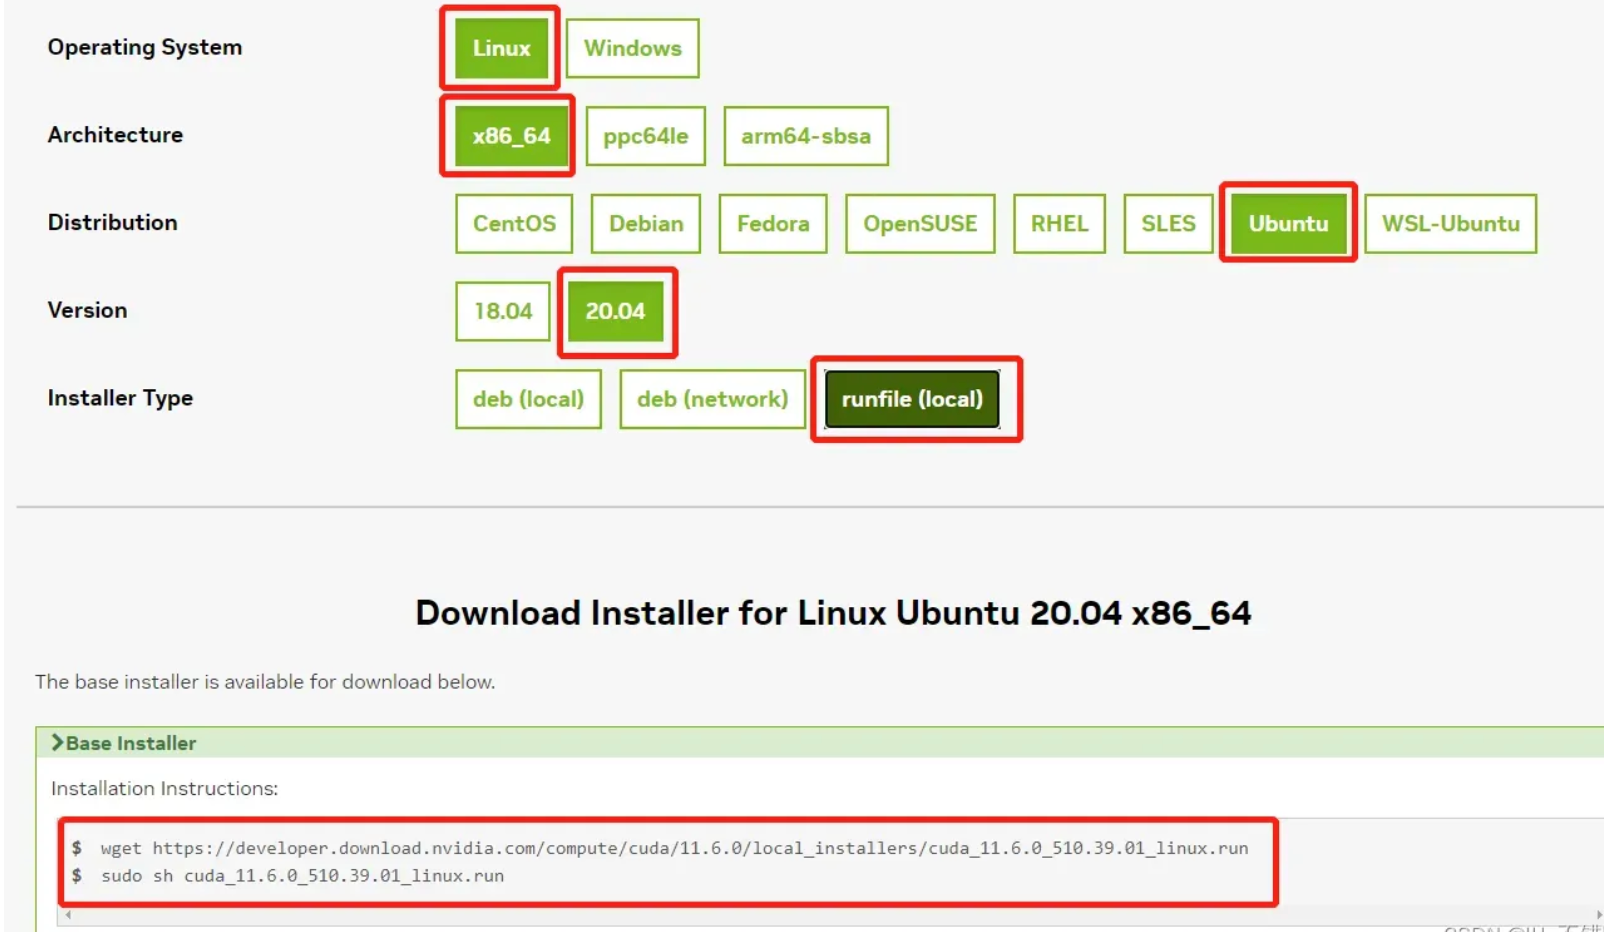 Operating System Linux Windows
Architecture x86_64 ppc64le arm64-sbsa
Distribution CentOS Debian Fedora OpenSUSE RHEL SLES Ubuntu WSL-Ubuntu
Version 18.04 20.04
Installer Type deb (local) deb (network) runfile (local)
Download Installer for Linux Ubuntu 20.04 x86_64
The base installer is available for download below.
Base Installer
Installation Instructions:
$ wget https://developer.download.nvidia.com/compute/cuda/11.6.0/local_installers/cuda_11.6.0_510.39.01_linux.run
$ sudo sh cuda_11.6.0_510.39.01_linux.run